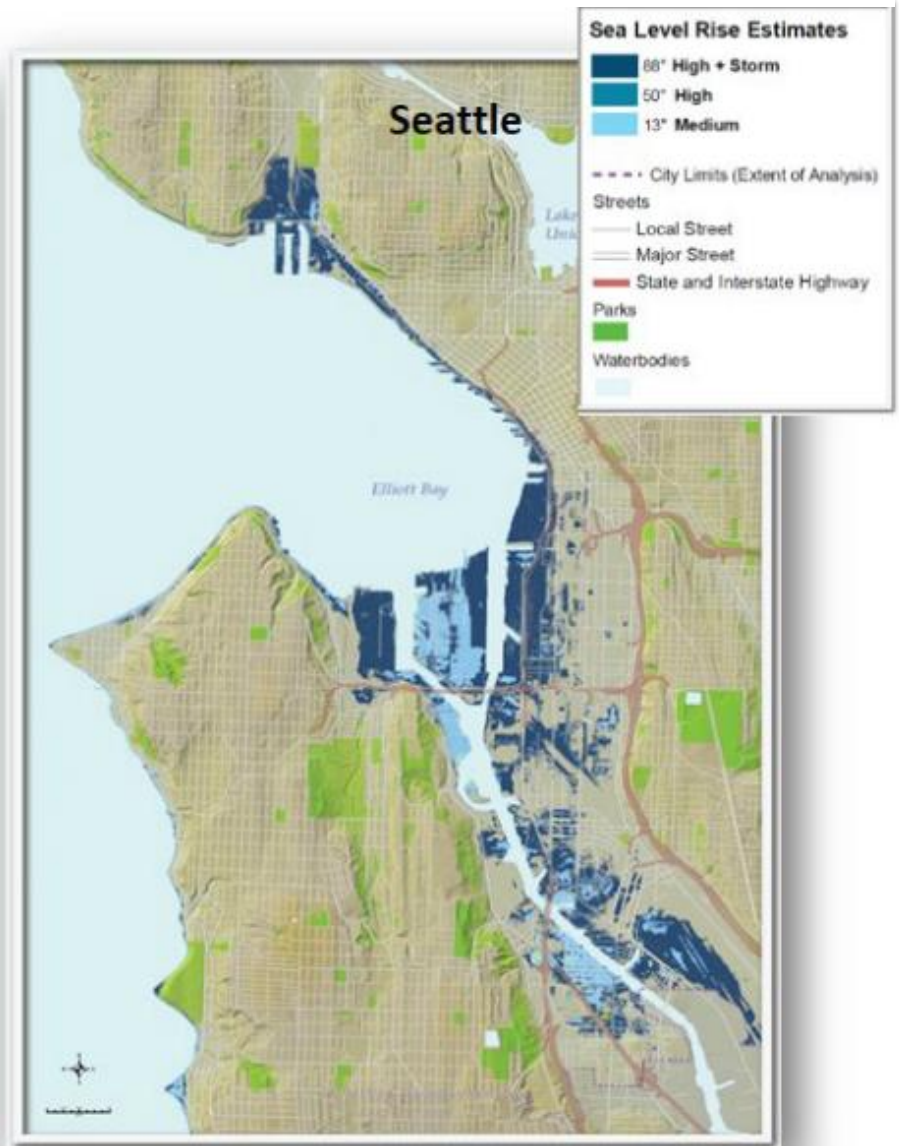 Sea Level Rise Estimates
88" High + Storm
50" High
13" Medium
City Limits (Extent of Analysis)
Streets
Local Street
Major Street
State and Interstate Highway
Parks
Waterbodies
Seattle
Lake
Elliott Bay